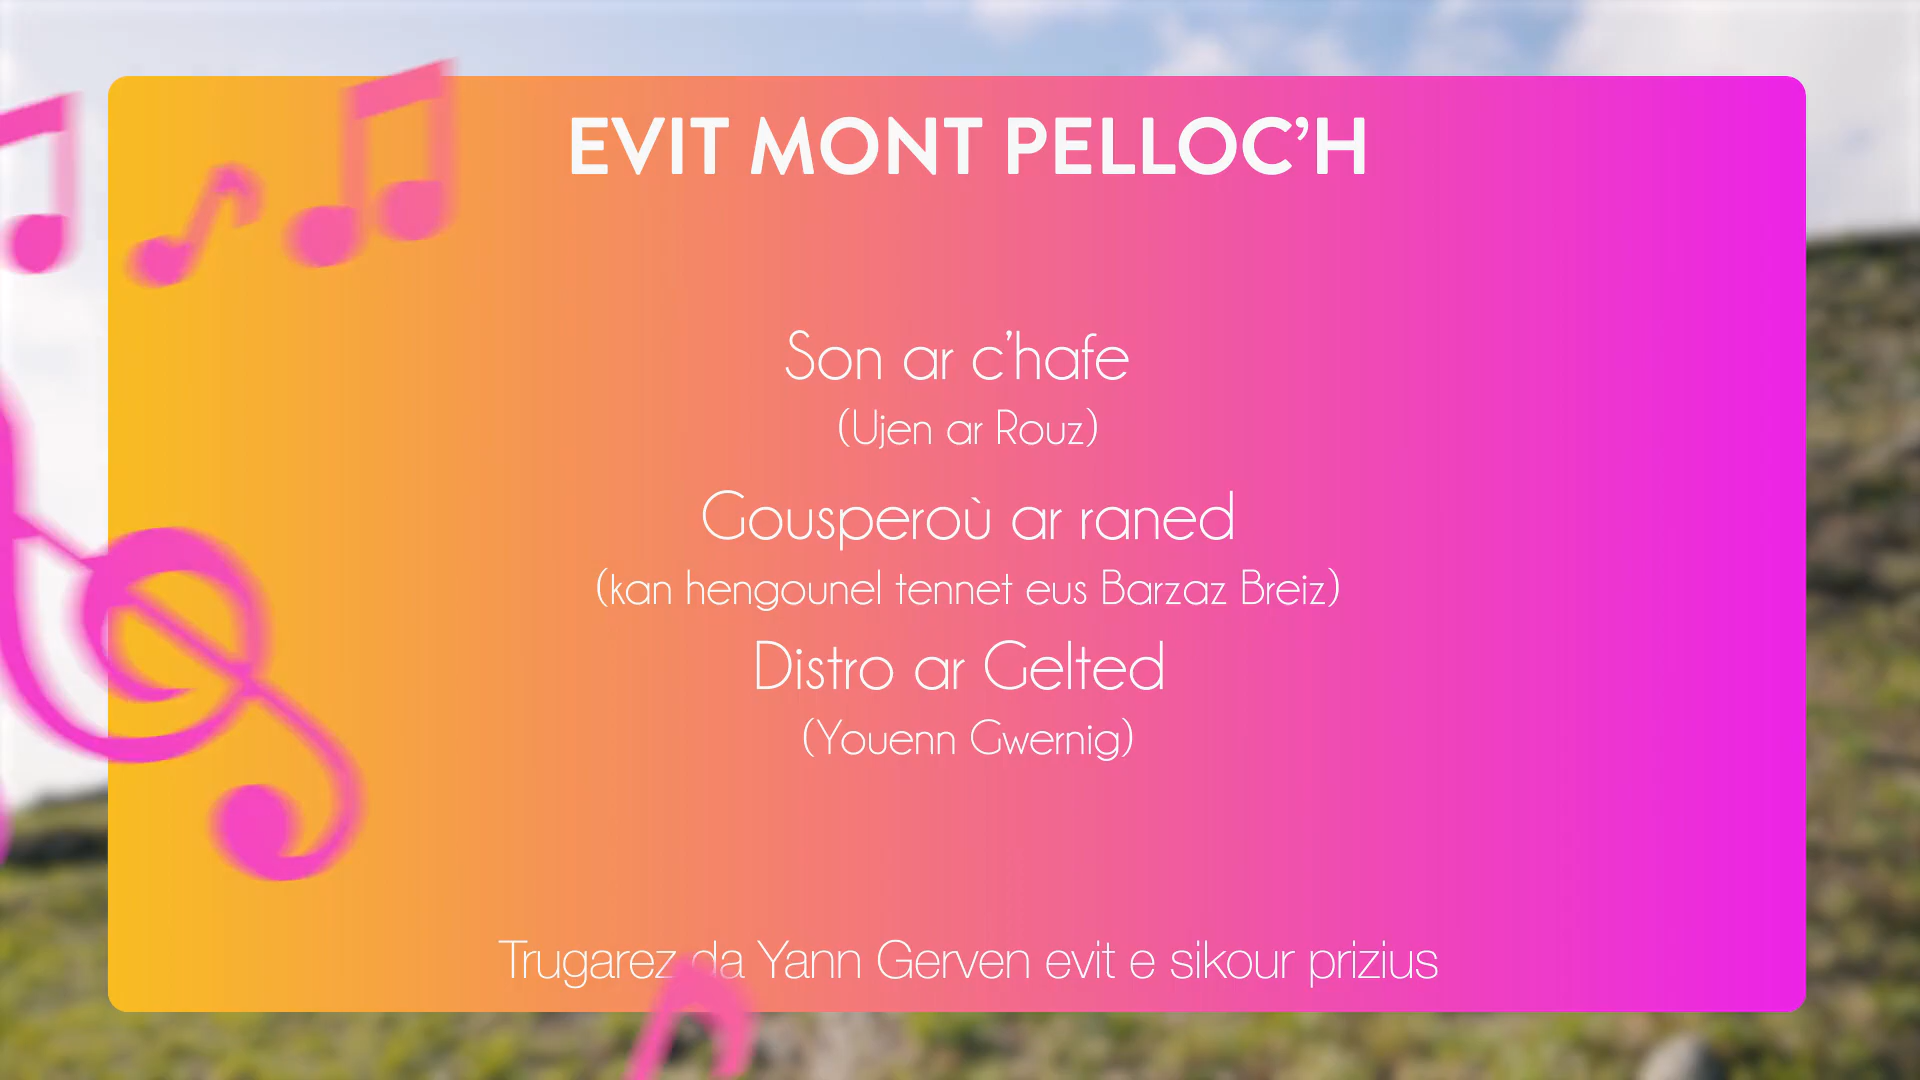 EVIT MONT PELLOC’H
Son ar c’hafe
(Ujen ar Rouz)
Gousperoù ar raned
(kan hengounel tennet eus Barzaz Breiz)
Distro ar Gelted
(Youenn Gwernig)
Trugarez da Yann Gerven evit e sikour prizius